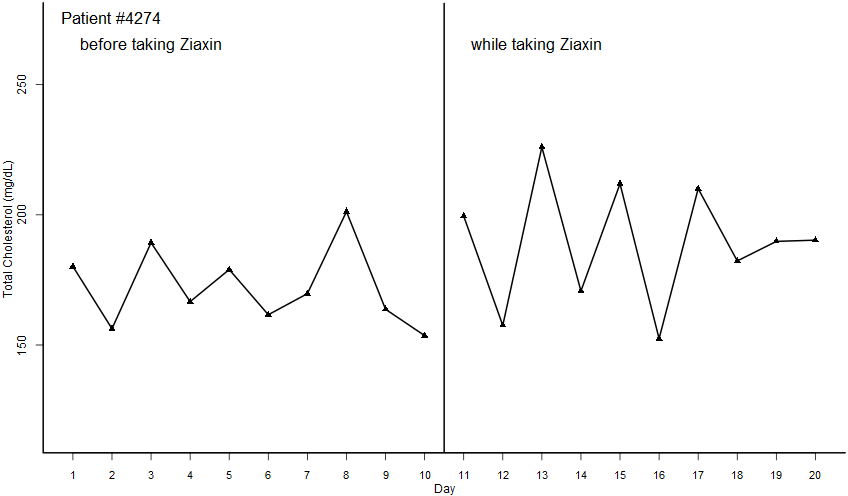 Patient #4274
before taking Ziaxin
while taking Ziaxin
250
200
150
Total Cholesterol (mg/dL)
1 2 3 4 5 6 7 8 9 10 11 12 13 14 15 16 17 18 19 20
Day